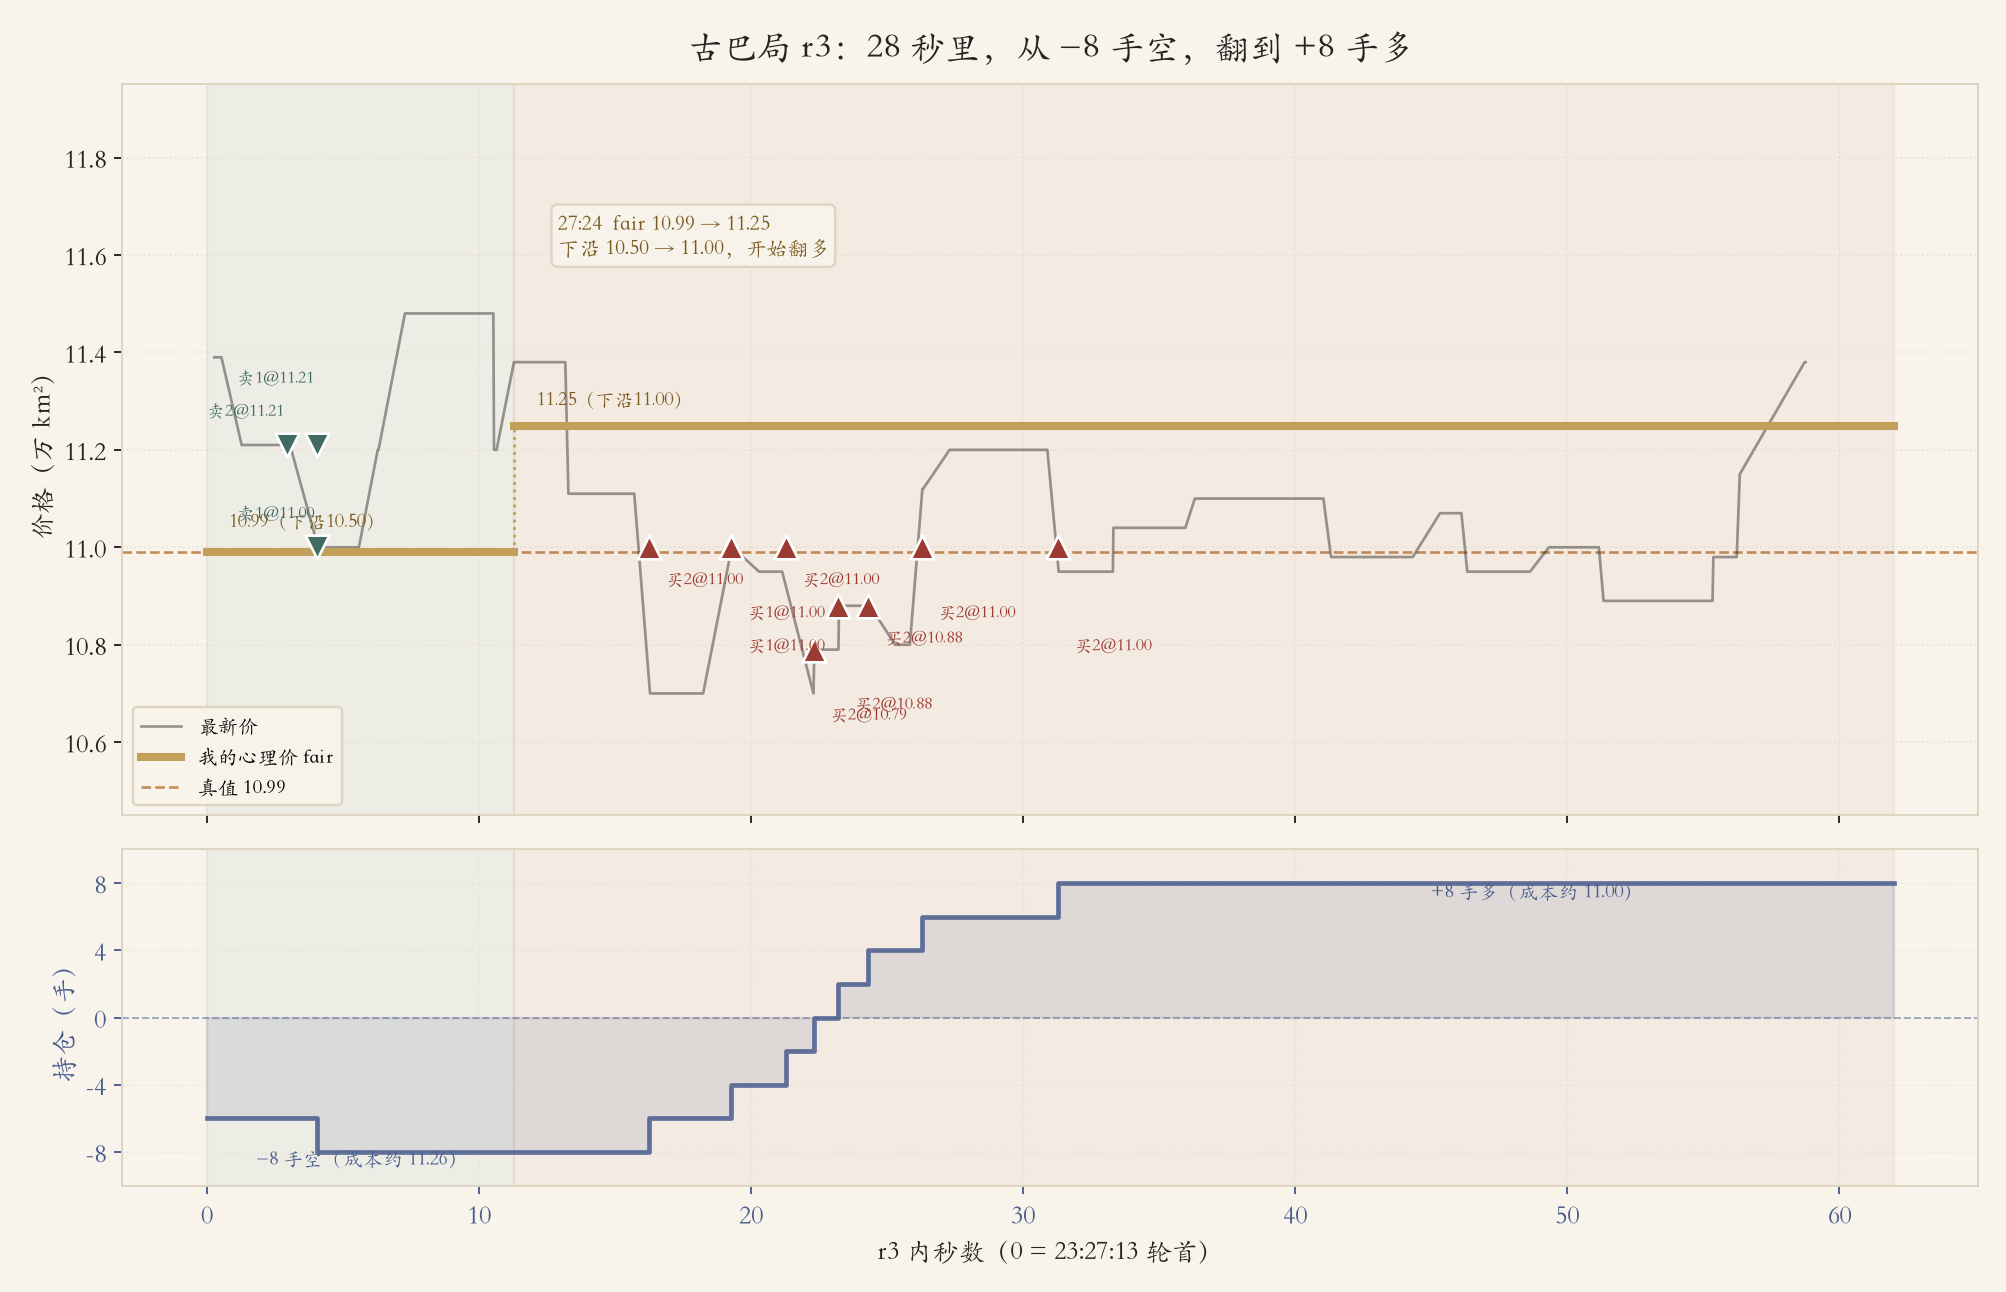 古巴局 r3：28 秒里，从 −8 手空，翻到 +8 手多
价格（万 km²）
11.8
11.6
11.4
11.2
11.0
10.8
10.6
27:24 fair 10.99 → 11.25
下沿 10.50 → 11.00，开始翻多
卖1@11.21
卖2@11.21
卖1@11.00
10.99（下沿10.50）
11.25（下沿11.00）
买2@11.00
买2@11.00
买1@11.00
买2@11.00
买1@11.00
买2@10.88
买2@11.00
买2@10.88
买2@10.79
最新价
我的心理价 fair
真值 10.99
持仓（手）
8
4
0
-4
-8
+8 手多（成本约 11.00）
−8 手空（成本约 11.26）
0
10
20
30
40
50
60
r3 内秒数（0 = 23:27:13 轮首）